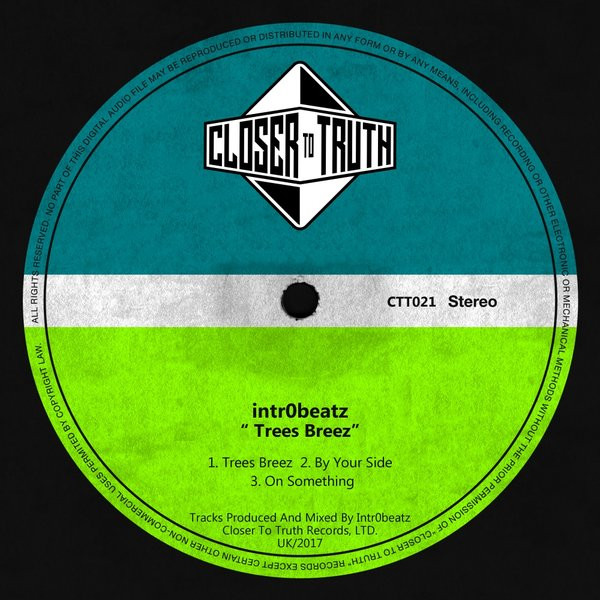 ALL RIGHTS RESERVED. NO PART OF THIS DIGITAL AUDIO FILE MAY BE REPRODUCED OR DISTRIBUTED IN ANY FORM OR BY ANY MEANS, INCLUDING RECORDING OR OTHER ELECTRONIC OR MECHANICAL METHODS WITHOUT THE PRIOR PERMISSION OF "CLOSER TO TRUTH" RECORDS EXCEPT CERTAIN OTHER NON-COMMERCIAL USES PERMITED BY COPYRIGHT LAW.
CLOSER TO TRUTH
CTT021 Stereo
intr0beatz
“ Trees Breez”
1. Trees Breez 2. By Your Side
3. On Something
Tracks Produced And Mixed By Intr0beatz
Closer To Truth Records, LTD.
UK/2017